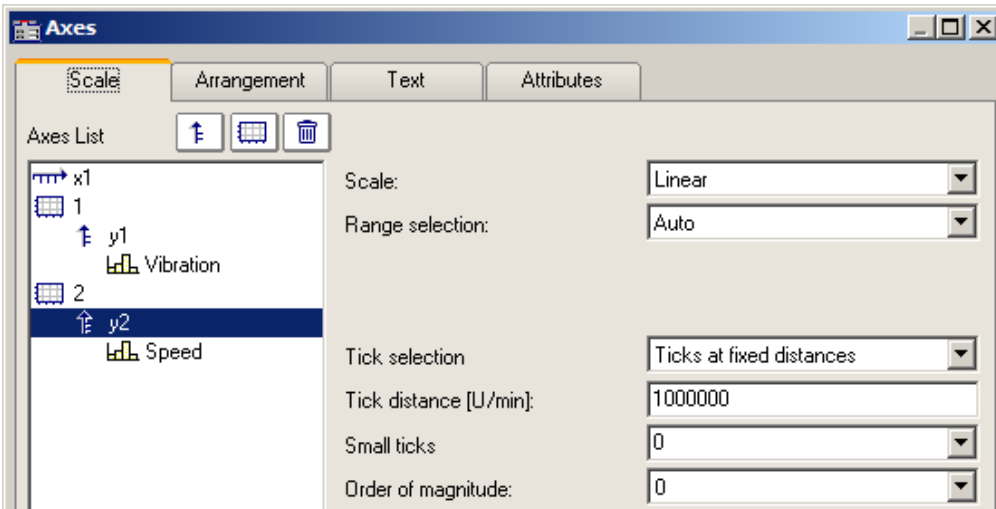 Axes
Scale Arrangement Text Attributes
Axes List
x1
1
y1
Vibration
2
y2
Speed
Scale: Linear
Range selection: Auto
Tick selection Ticks at fixed distances
Tick distance [U/min]: 1000000
Small ticks 0
Order of magnitude: 0